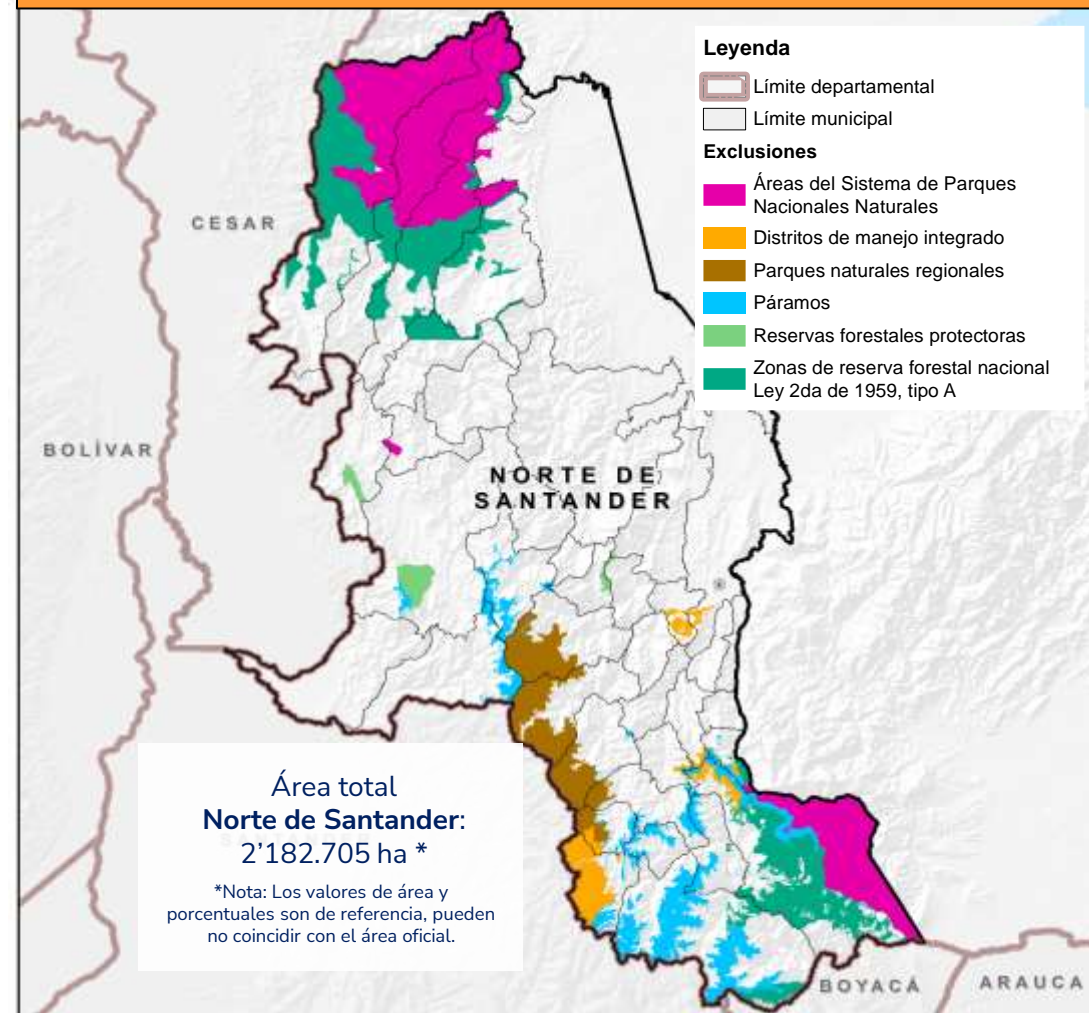 Leyenda
Límite departamental
Límite municipal
Exclusiones
Áreas del Sistema de Parques
Nacionales Naturales
Distritos de manejo integrado
Parques naturales regionales
Páramos
Reservas forestales protectoras
Zonas de reserva forestal nacional
Ley 2da de 1959, tipo A
CESAR
BOLÍVAR
NORTE DE
SANTANDER
Área total
Norte de Santander:
2’182.705 ha *
*Nota: Los valores de área y
porcentuales son de referencia, pueden
no coincidir con el área oficial.
SANTANDER
BOYACÁ
ARAUCA